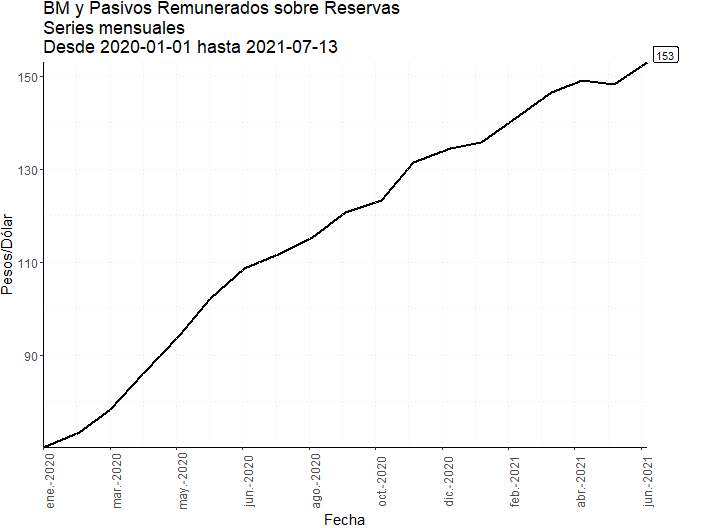 BM y Pasivos Remunerados sobre Reservas
Series mensuales
Desde 2020-01-01 hasta 2021-07-13
153
150
130
110
90
Pesos/Dólar
ene.-2020
mar.-2020
may.-2020
jun.-2020
ago.-2020
oct.-2020
dic.-2020
feb.-2021
abr.-2021
jun.-2021
Fecha